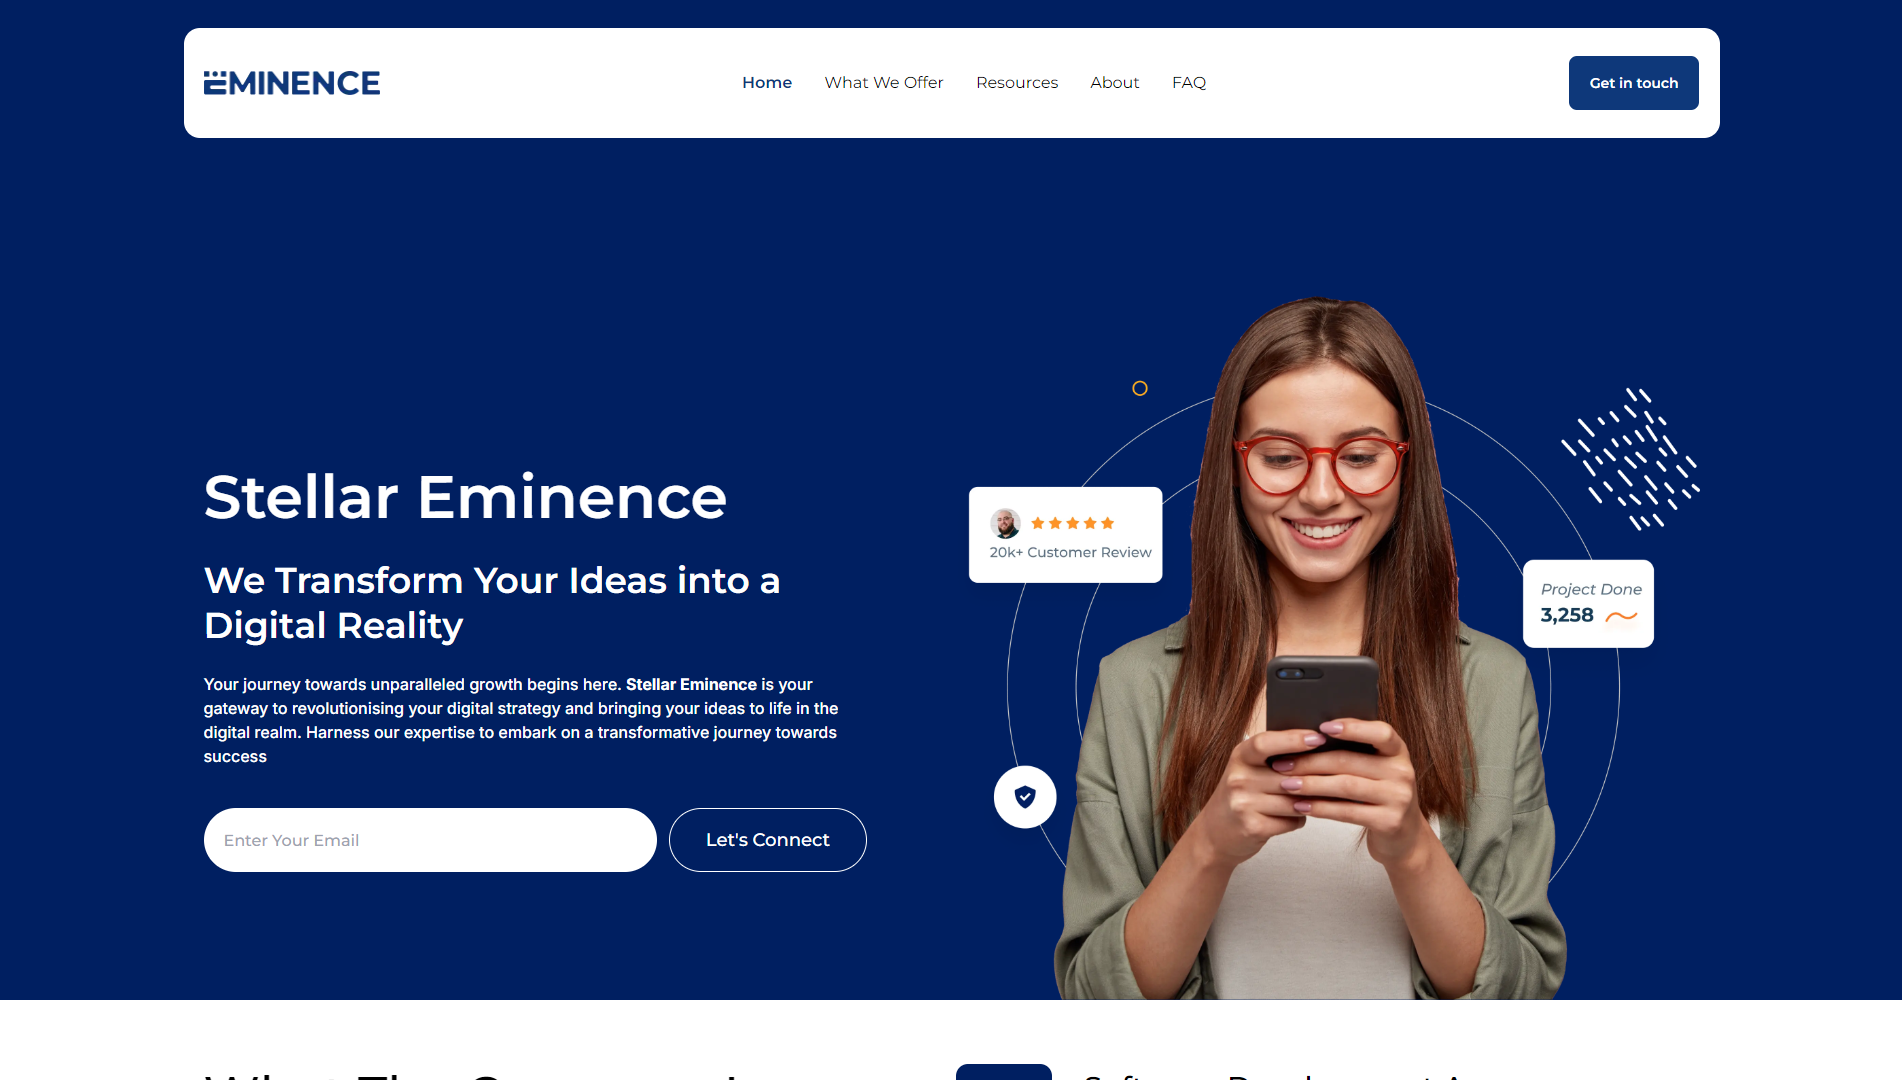 EMINENCE
Home
What We Offer
Resources
About
FAQ
Get in touch
Stellar Eminence
We Transform Your Ideas into a
Digital Reality
Your journey towards unparalleled growth begins here. Stellar Eminence is your
gateway to revolutionising your digital strategy and bringing your ideas to life in the
digital realm. Harness our expertise to embark on a transformative journey towards
success
Enter Your Email
Let's Connect
20k+ Customer Review
Project Done
3,258